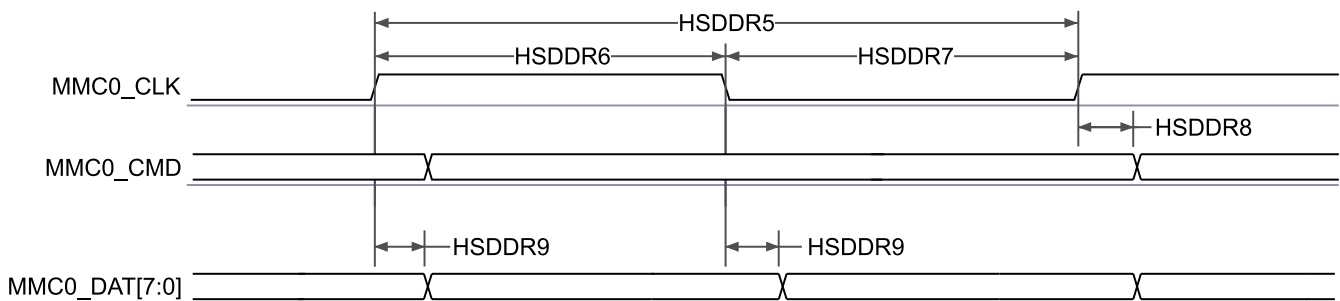 HSDDR5
HSDDR6
HSDDR7
MMC0_CLK
HSDDR8
MMC0_CMD
HSDDR9
HSDDR9
MMC0_DAT[7:0]